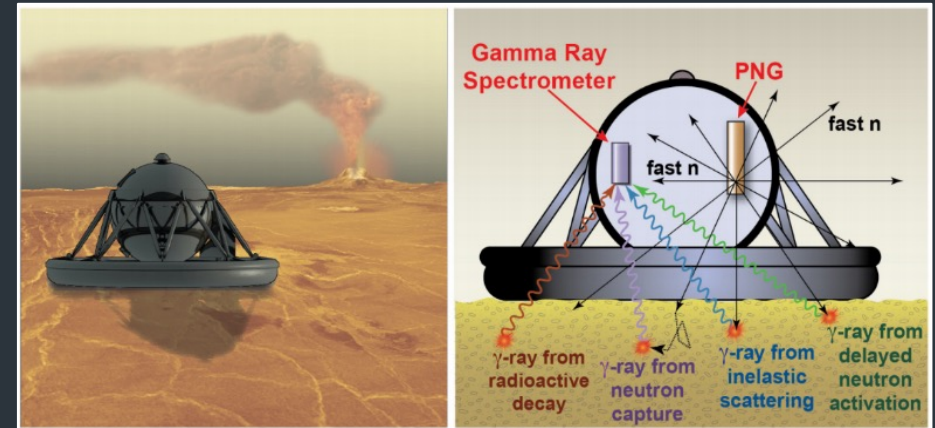 Gamma Ray
Spectrometer
PNG
fast n
fast n
γ-ray from
radioactive
decay
γ-ray from
neutron
capture
γ-ray from
inelastic
scattering
γ-ray from
delayed
neutron
activation